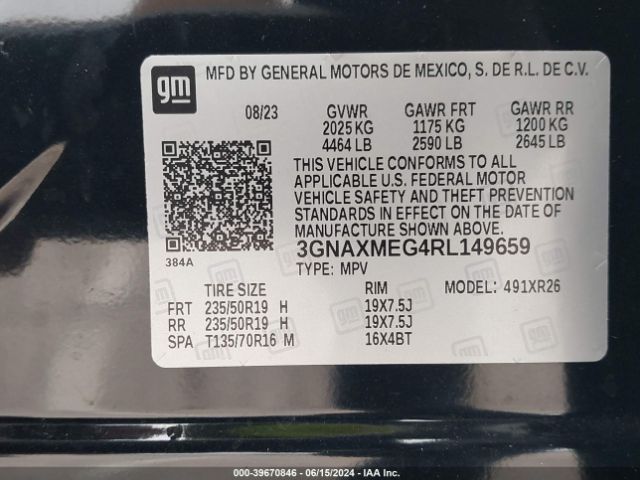 gm
MFD BY GENERAL MOTORS DE MEXICO, S. DE R.L. DE C.V.
08/23 GVWR GAWR FRT GAWR RR
2025 KG 1175 KG 1200 KG
4464 LB 2590 LB 2645 LB
THIS VEHICLE CONFORMS TO ALL
APPLICABLE U.S. FEDERAL MOTOR
VEHICLE SAFETY AND THEFT PREVENTION
STANDARDS IN EFFECT ON THE DATE OF
MANUFACTURE SHOWN ABOVE.
384A
3GNAXMEG4RL149659
TYPE: MPV
TIRE SIZE RIM MODEL: 491XR26
FRT 235/50R19 H 19X7.5J
RR 235/50R19 H 19X7.5J
SPA T135/70R16 M 16X4BT
000-39670846 - 06/15/2024 - IAA Inc.